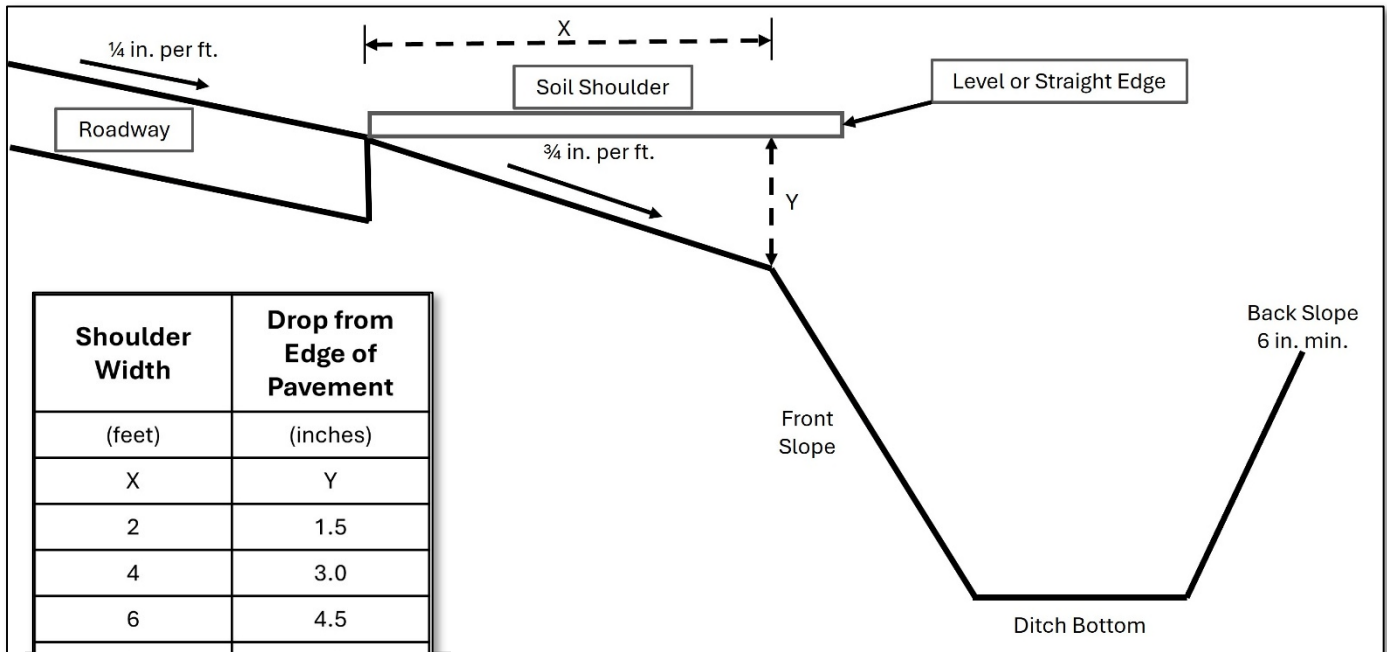 X
¼ in. per ft.
Soil Shoulder
Level or Straight Edge
Roadway
¾ in. per ft.
Y
Shoulder
Width
Drop from
Edge of
Pavement
(feet)
(inches)
X
Y
2
1.5
4
3.0
6
4.5
Front
Slope
Back Slope
6 in. min.
Ditch Bottom